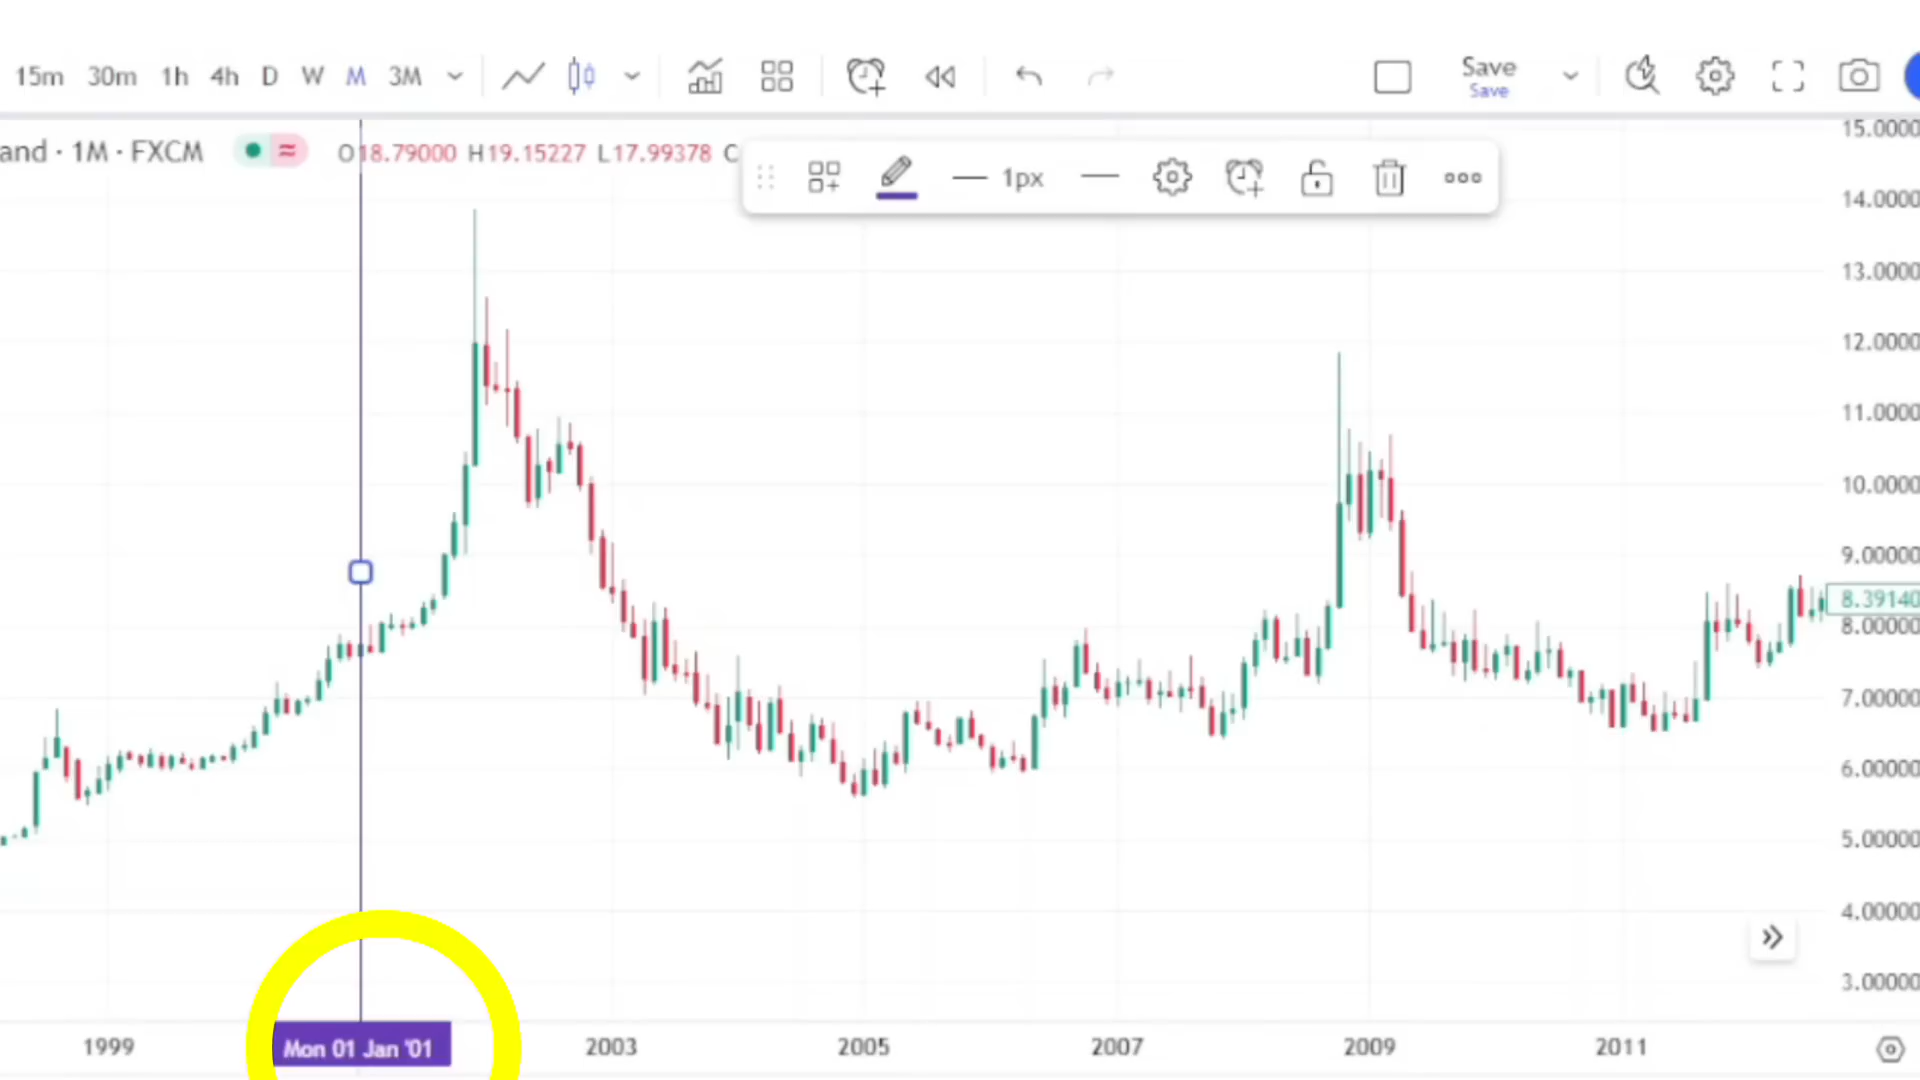 15m 30m 1h 4h D W M 3M Save
Save
and · 1M · FXCM O18.79000 H19.15227 L17.99378 C
1px
15.0000
14.0000
13.0000
12.0000
11.0000
10.0000
9.00000
8.39140
8.00000
7.00000
6.00000
5.00000
4.00000
3.00000
1999 Mon 01 Jan '01 2003 2005 2007 2009 2011